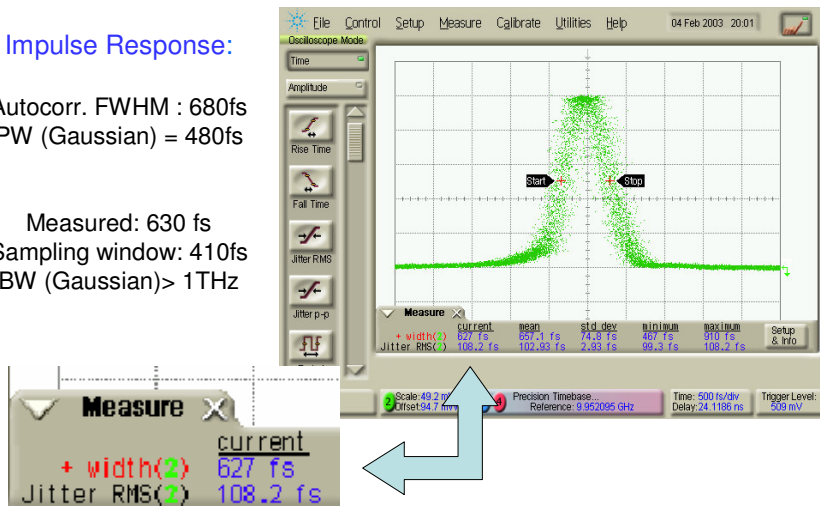 Impulse Response:
Autocorr. FWHM : 680fs
PW (Gaussian) = 480fs
Measured: 630 fs
Sampling window: 410fs
BW (Gaussian)> 1THz
File Control Setup Measure Calibrate Utilities Help 04 Feb 2003 20:01
Oscilloscope Mode
Time
Amplitude
Rise Time
Fall Time
Jitter RMS
Jitter p-p
Start Stop
Measure
current mean std dev minimum maximum
+ width(2) 627 fs 657.1 fs 74.8 fs 467 fs 910 fs
Jitter RMS(2) 108.2 fs 102.93 fs 2.93 fs 99.3 fs 108.2 fs
Setup & Info
2 Scale:49.2
Offset:94.7
4 Precision Timebase...
Reference: 9.952095 GHz
Time: 500 fs/div
Delay:24.1186 ns
Trigger Level:
509 mV
Measure
current
+ width(2) 627 fs
Jitter RMS(2) 108.2 fs